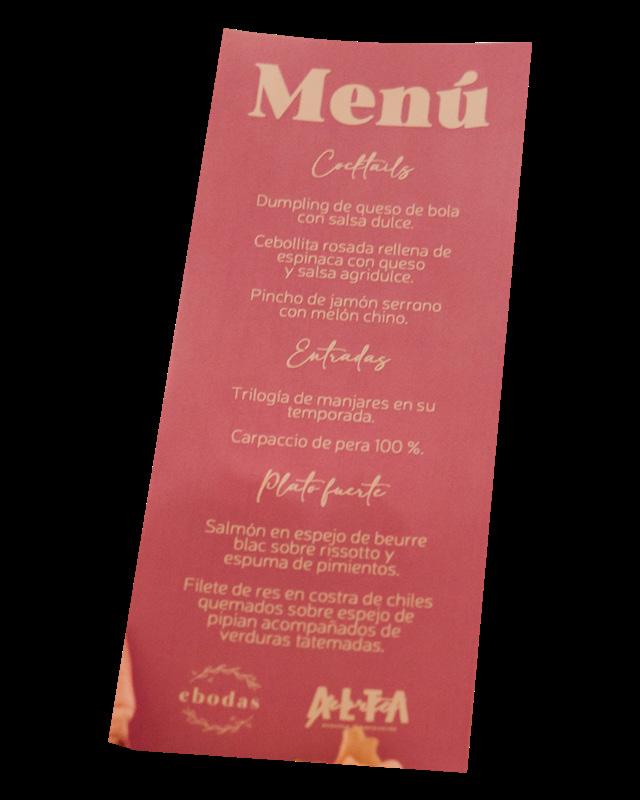 Menú
Cocktails
Dumpling de queso de bola
con salsa dulce.
Cebollita rosada rellena de
espinaca con queso
y salsa agridulce.
Pincho de jamón serrano
con melón chino.
Entradas
Trilogía de manjares en su
temporada.
Carpaccio de pera 100 %.
Plato fuerte
Salmón en espejo de beurre
blac sobre rissotto y
espuma de pimientos.
Filete de res en costra de chiles
quemados sobre espejo de
pipían acompañados de
verduras tatemadas.
ebodas
ALTA